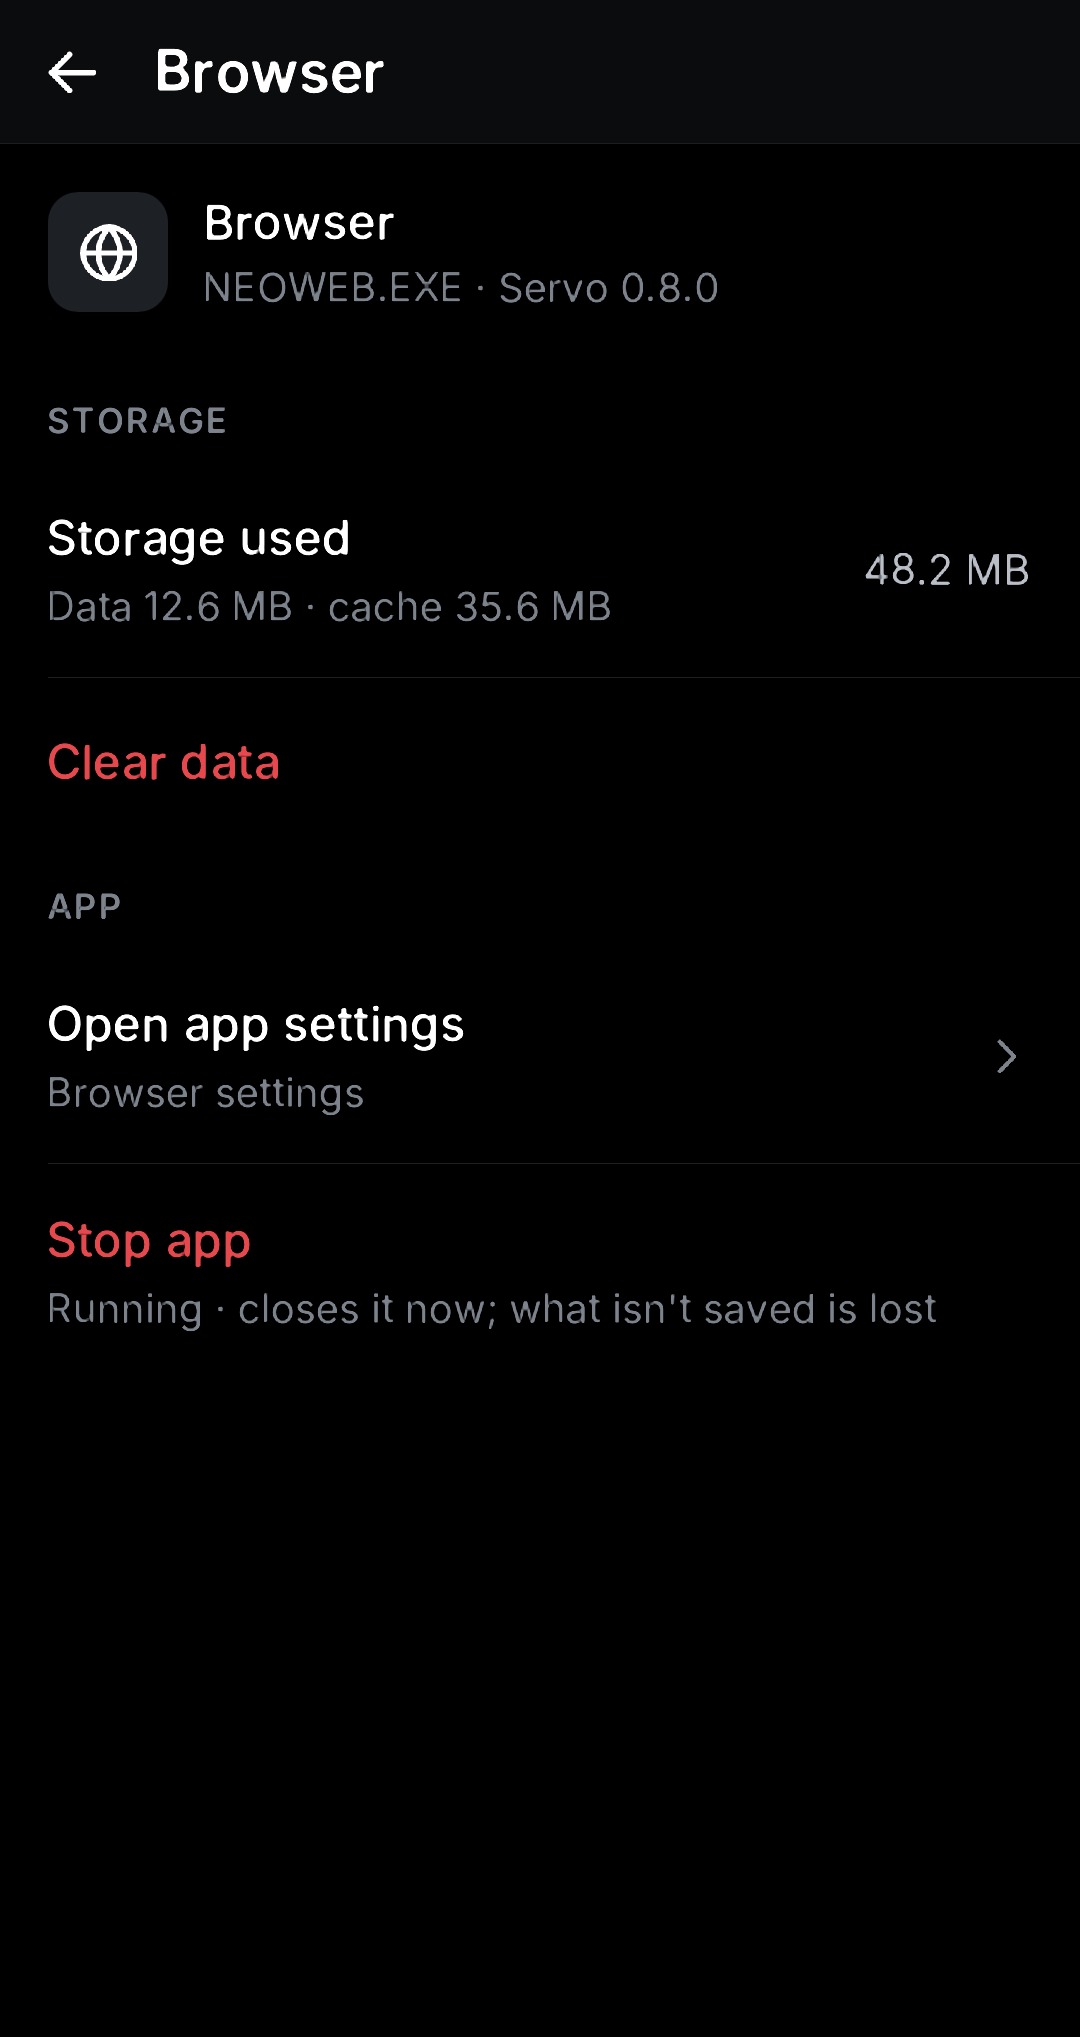 Browser
Browser
NEOWEB.EXE · Servo 0.8.0
STORAGE
Storage used
48.2 MB
Data 12.6 MB · cache 35.6 MB
Clear data
APP
Open app settings
Browser settings
Stop app
Running · closes it now; what isn't saved is lost